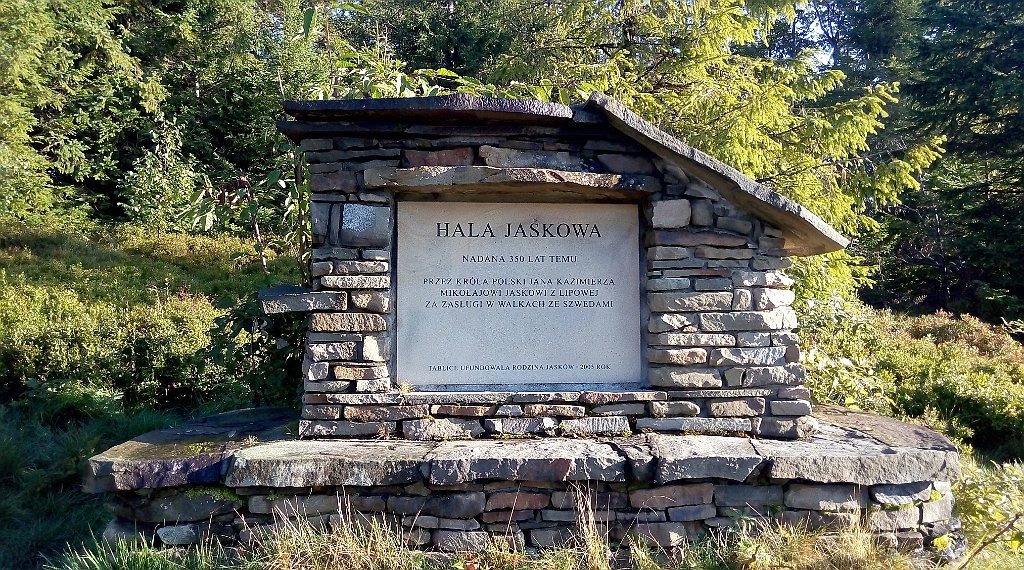 HALA JAŚKOWA
NADANA 350 LAT TEMU
PRZEZ KRÓLA POLSKI JANA KAZIMIERZA
MIKOŁAJOWI JAŚKOWI Z LIPOWEJ
ZA ZASŁUGI W WALKACH ZE SZWEDAMI
TABLICĘ UFUNDOWAŁA RODZINA JAŚKÓW - 2005 ROK